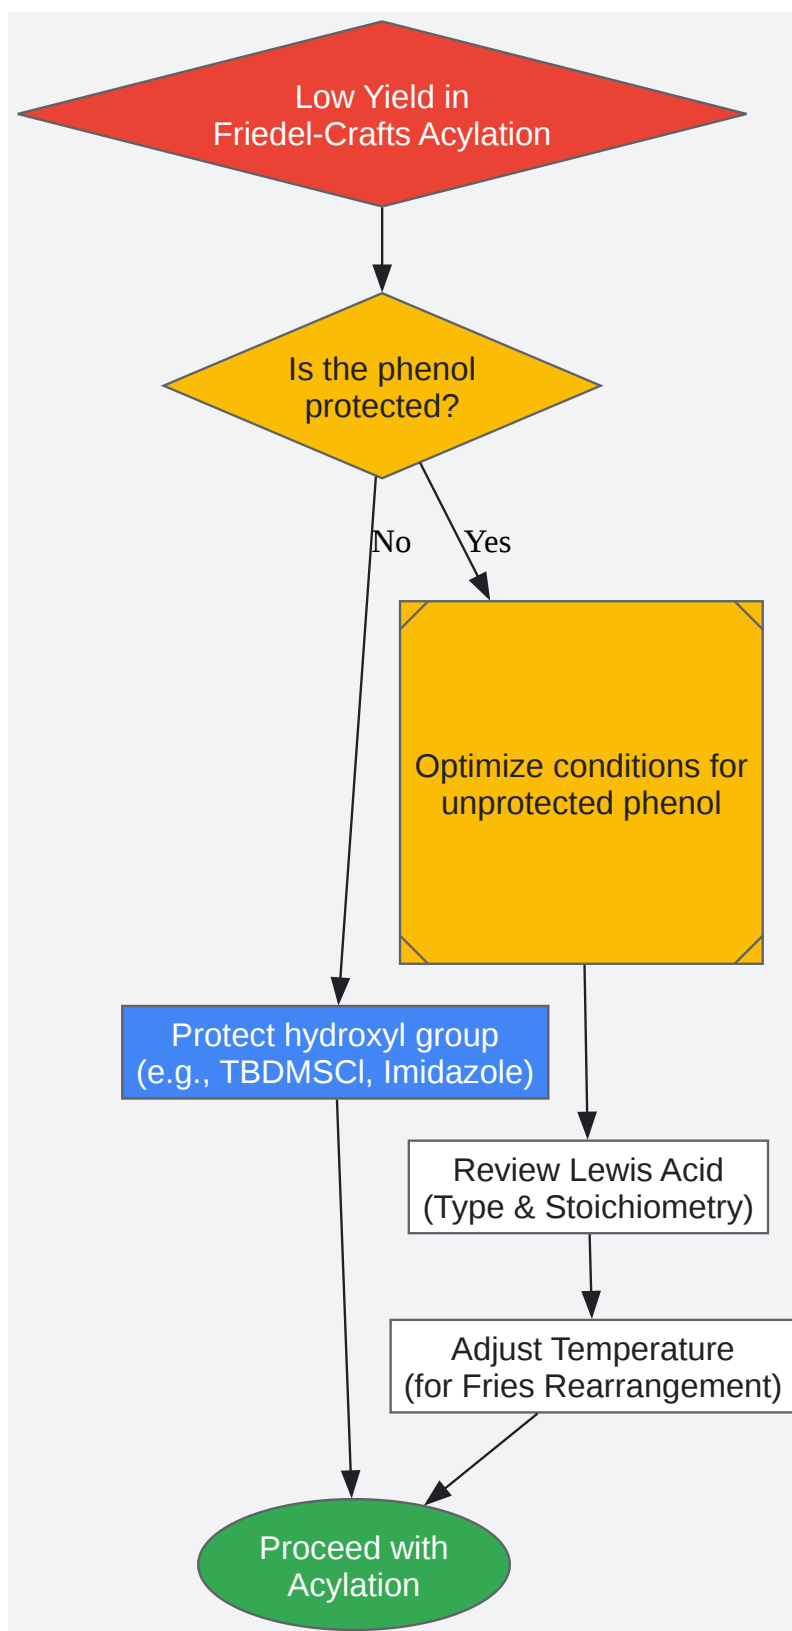 Low Yield in
Friedel-Crafts Acylation
Is the phenol
protected?
No
Yes
Optimize conditions for
unprotected phenol
Protect hydroxyl group
(e.g., TBDMSCl, Imidazole)
Review Lewis Acid
(Type & Stoichiometry)
Adjust Temperature
(for Fries Rearrangement)
Proceed with
Acylation